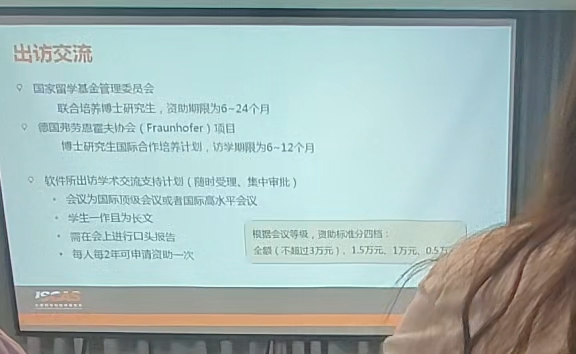 出访交流
国家留学基金管理委员会
联合培养博士研究生，资助期限为6~24个月
德国弗劳恩霍夫协会（Fraunhofer）项目
博士研究生国际合作培养计划，访学期限为6~12个月
软件所出访学术交流支持计划（随时受理、集中审批）
会议为国际顶级会议或者国际高水平会议
学生一作且为长文
需在会上进行口头报告
每人每2年可申请资助一次
根据会议等级，资助标准分四档：
全额（不超过3万元）、1.5万元、1万元、0.5万
ISCAS